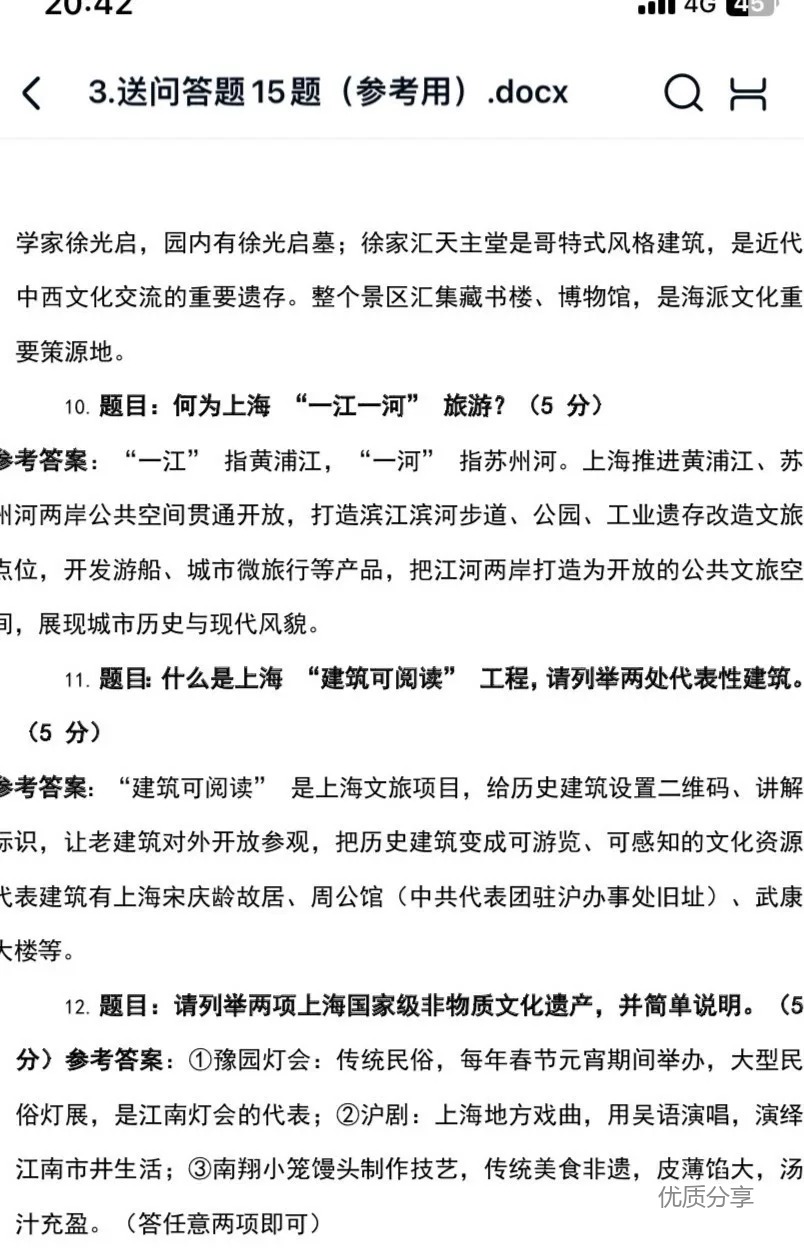 20:42 4G 45
3.送问答题15题（参考用）.docx
学家徐光启，园内有徐光启墓；徐家汇天主堂是哥特式风格建筑，是近代
中西文化交流的重要遗存。整个景区汇集藏书楼、博物馆，是海派文化重
要策源地。
10. 题目：何为上海 “一江一河” 旅游？（5 分）
参考答案：“一江” 指黄浦江，“一河” 指苏州河。上海推进黄浦江、苏
州河两岸公共空间贯通开放，打造滨江滨河步道、公园、工业遗存改造文旅
点位，开发游船、城市微旅行等产品，把江河两岸打造为开放的公共文旅空
间，展现城市历史与现代风貌。
11. 题目：什么是上海 “建筑可阅读” 工程，请列举两处代表性建筑。
（5 分）
参考答案：“建筑可阅读” 是上海文旅项目，给历史建筑设置二维码、讲解
标识，让老建筑对外开放参观，把历史建筑变成可游览、可感知的文化资源
代表建筑有上海宋庆龄故居、周公馆（中共代表团驻沪办事处旧址）、武康
大楼等。
12. 题目：请列举两项上海国家级非物质文化遗产，并简单说明。（5
分）参考答案：①豫园灯会：传统民俗，每年春节元宵期间举办，大型民
俗灯展，是江南灯会的代表；②沪剧：上海地方戏曲，用吴语演唱，演绎
江南市井生活；③南翔小笼馒头制作技艺，传统美食非遗，皮薄馅大，汤
汁充盈。（答任意两项即可）
优质分享